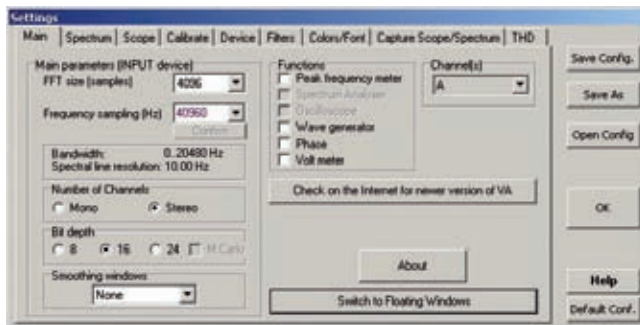 Settings
Main Spectrum Scope Calibrate Device Filters Colors/Font Capture Scope/Spectrum THD
Main parameters (INPUT device)
FFT size (samples) 4096
Frequency sampling (Hz) 40960
Confirm
Bandwidth: 0..20480 Hz
Spectral line resolution: 10.00 Hz
Number of Channels
Mono Stereo
Bit depth
8 16 24 M.Carlo
Smoothing windows
None
Functions
Peak frequency meter
Spectrum Analyser
Oscilloscope
Wave generator
Phase
Volt meter
Channel(s)
A
Check on the Internet for newer version of VA
About
Switch to Floating Windows
Save Config.
Save As
Open Config
OK
Help
Default Conf.